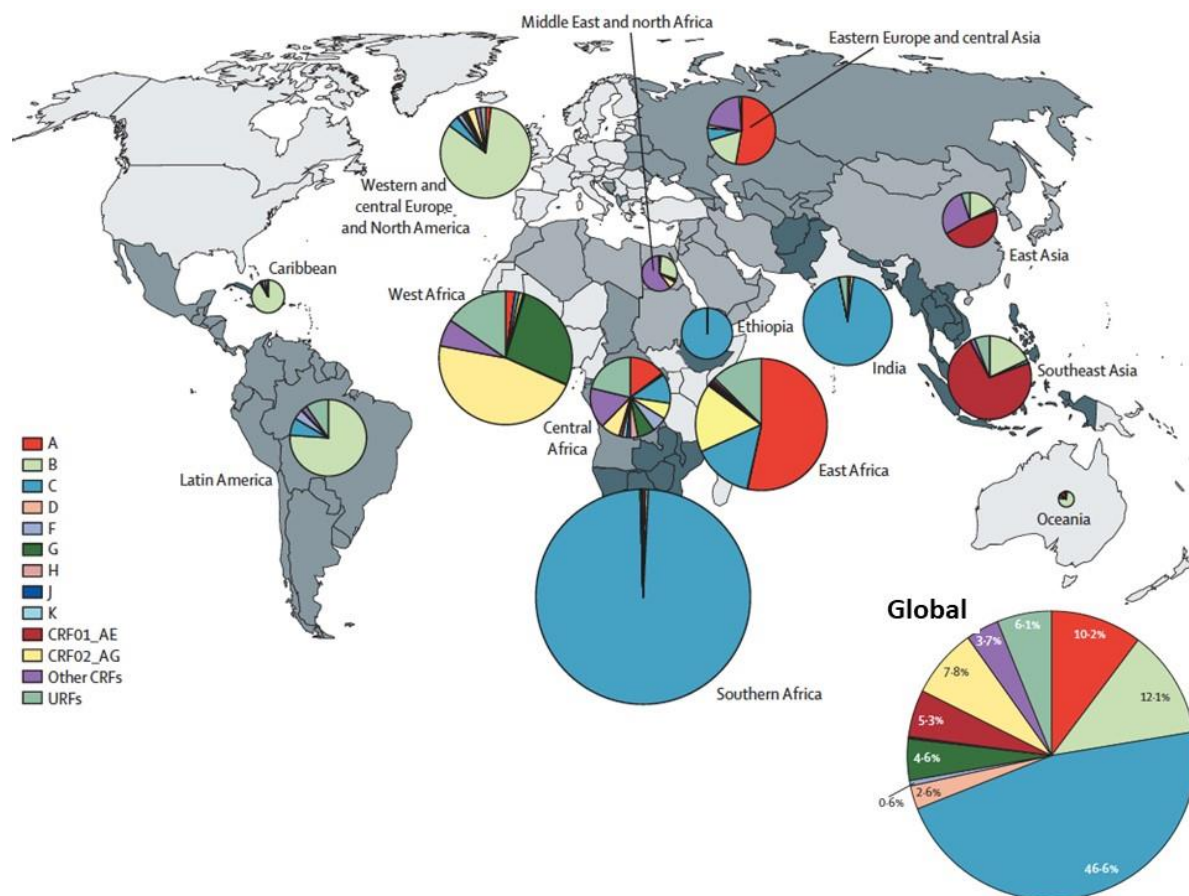 Middle East and north Africa
Eastern Europe and central Asia
Western and
central Europe
and North America
East Asia
Caribbean
West Africa
Ethiopia
India
Southeast Asia
Central
Africa
East Africa
Latin America
Oceania
Southern Africa
A
B
C
D
F
G
H
J
K
CRF01_AE
CRF02_AG
Other CRFs
URFs
Global
6·1%
10·2%
3·7%
7·8%
12·1%
5·3%
4·6%
2·6%
0·6%
46·6%